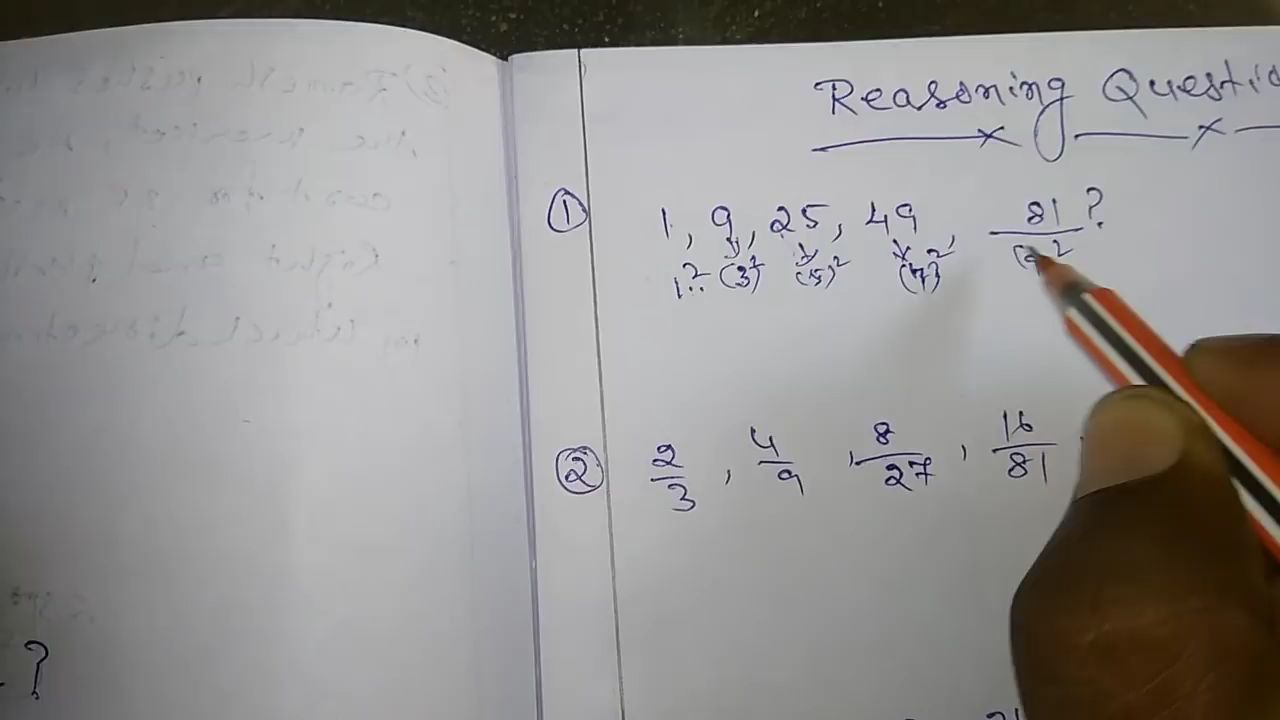 Reasoning Questio
① 1, 9, 25, 49, 81?
1² (3)² (5)² (7)² (9)²
② 2/3, 4/9, 8/27, 16/81
?